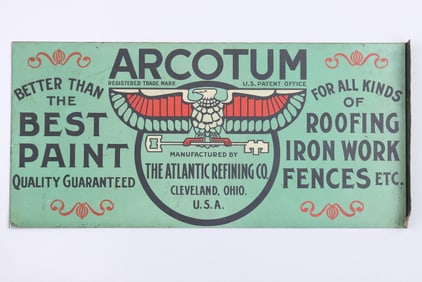 ARCOTUM
REGISTERED TRADE MARK U.S. PATENT OFFICE
BETTER THAN
THE
BEST
PAINT
QUALITY GUARANTEED
MANUFACTURED BY
THE ATLANTIC REFINING CO.
CLEVELAND, OHIO.
U.S.A.
FOR ALL KINDS
OF
ROOFING
IRON WORK
FENCES ETC.